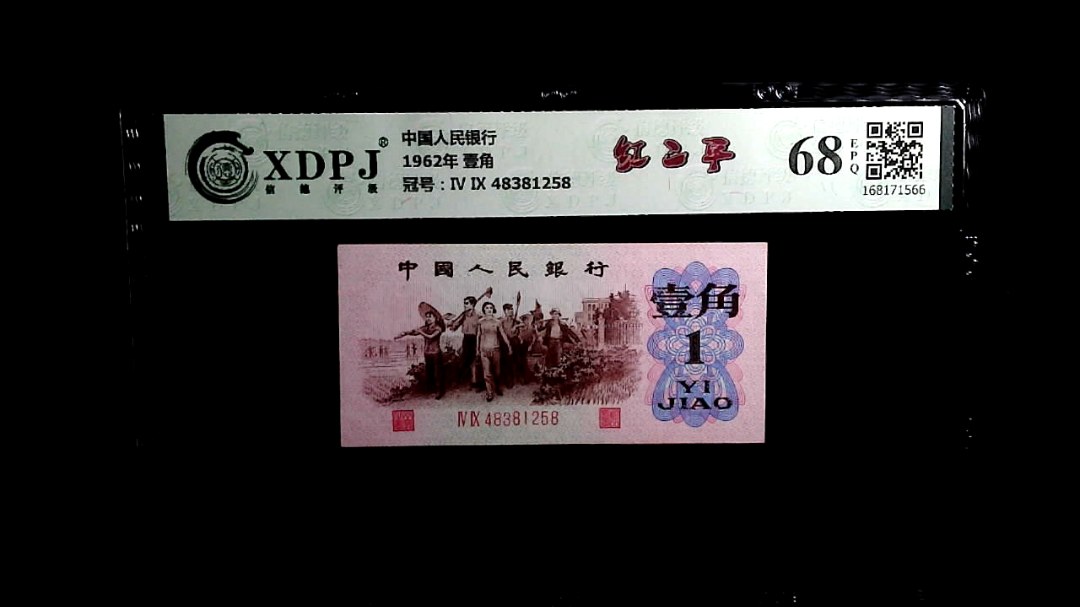 XDPJ®
信德评级
中国人民银行
1962年 壹角
冠号：Ⅳ Ⅸ 48381258
红二平
68
EPQ
168171566
中國人民銀行
壹角
1
YI
JIAO
Ⅳ Ⅸ 48381258